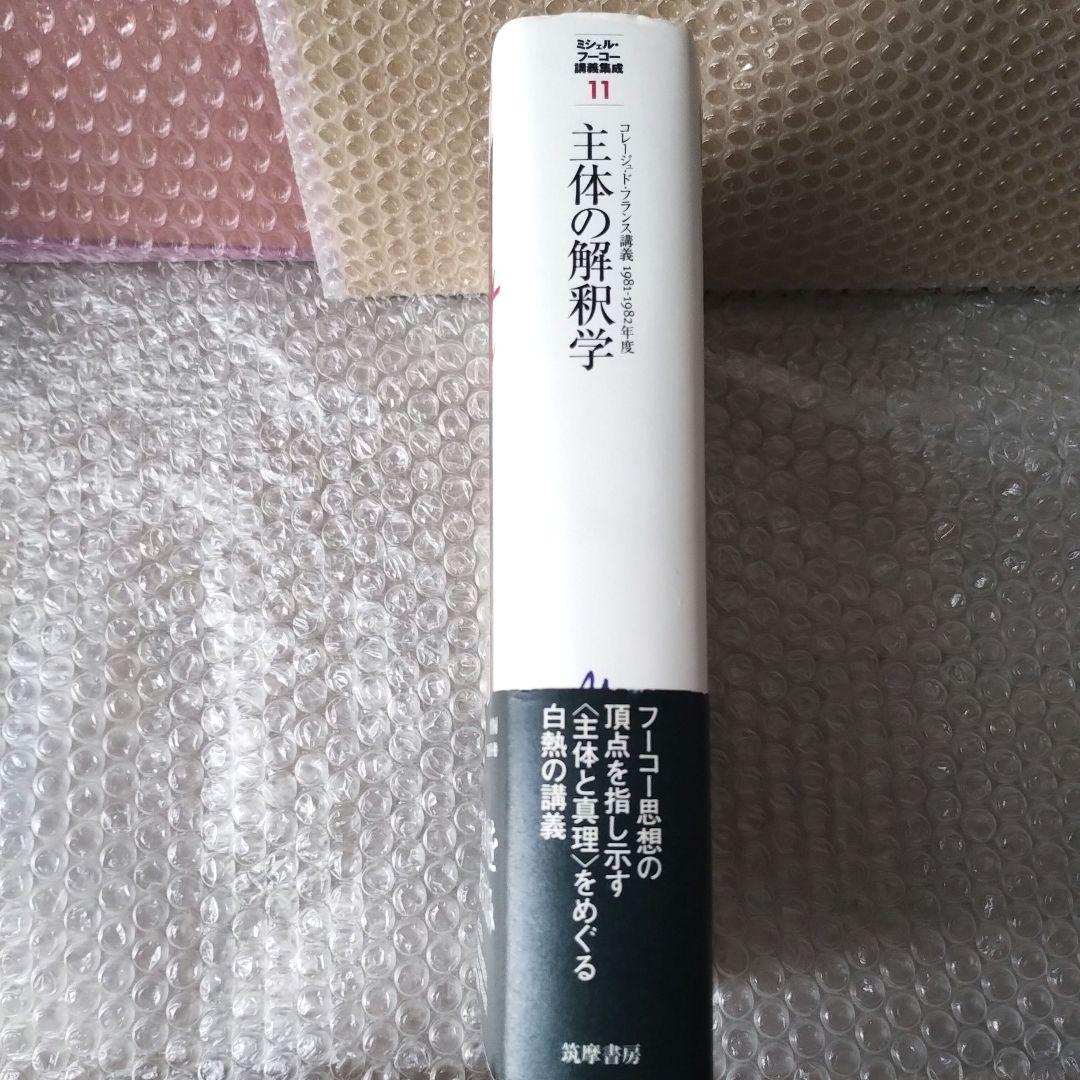 ミシェル・
フーコー
講義集成
11
コレージュ・ド・フランス講義 1981-1982年度
主体の解釈学
フーコー思想の
頂点を指し示す
〈主体と真理〉をめぐる
白熱の講義
筑摩書房